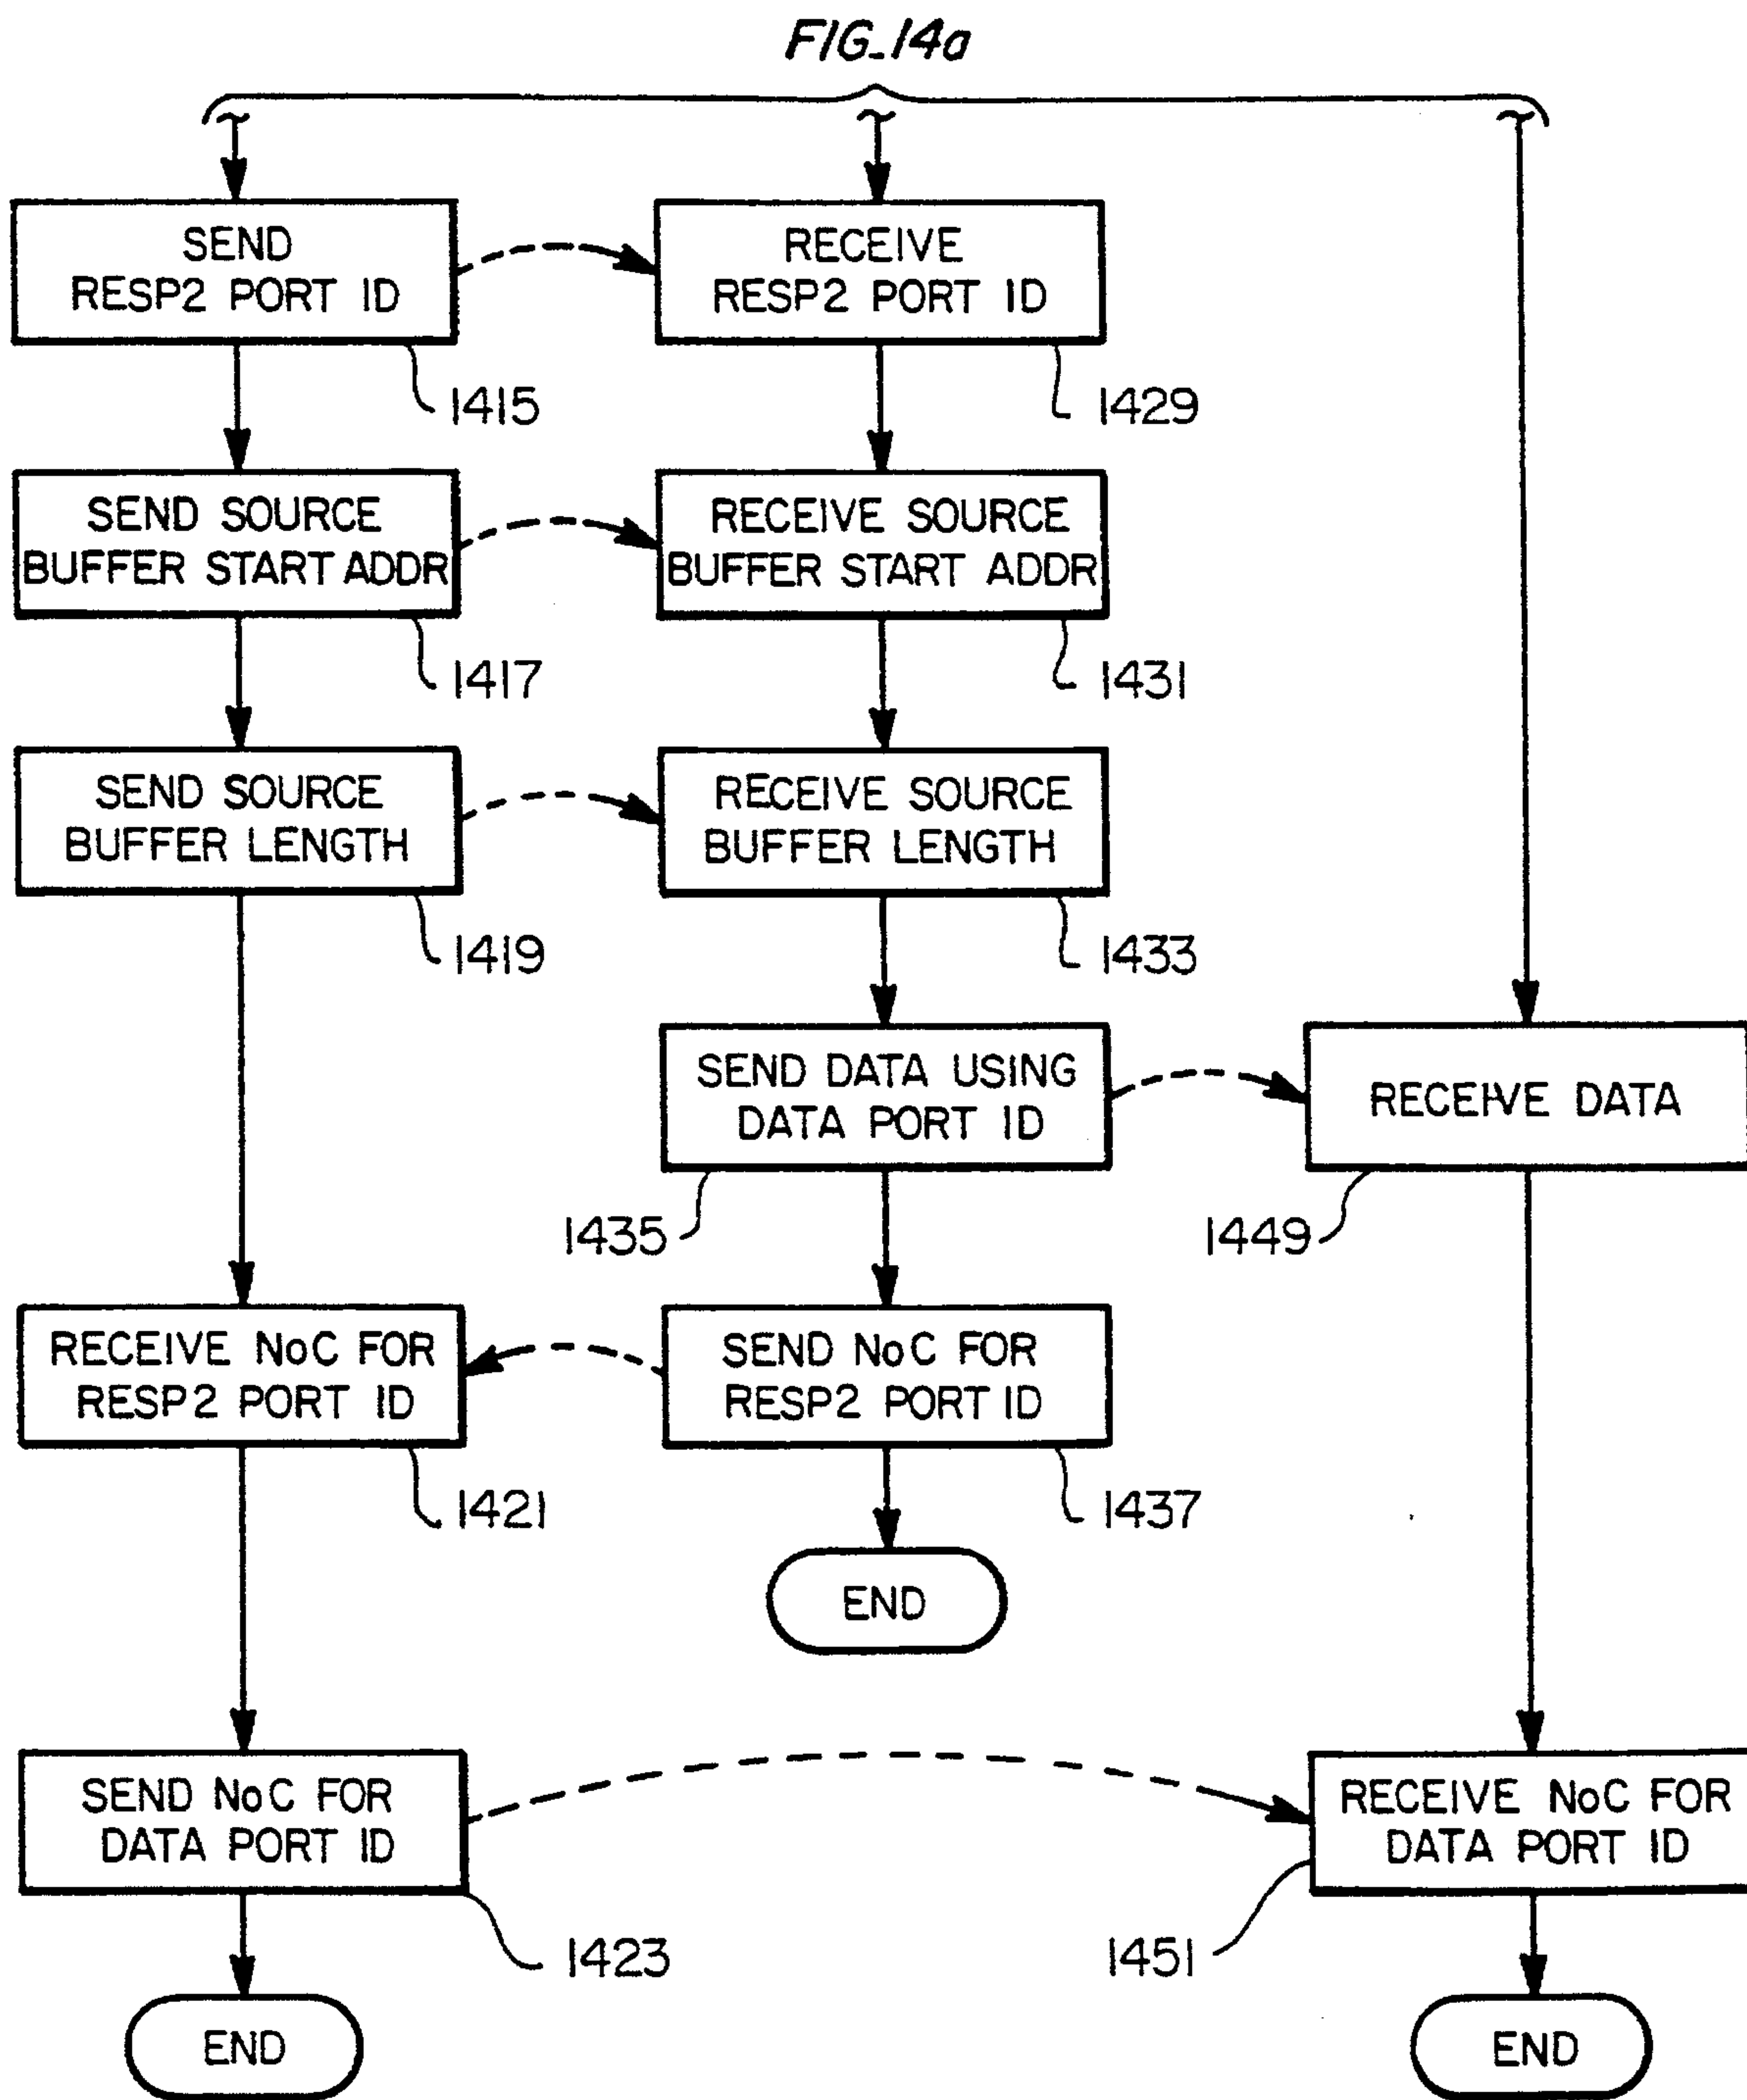 FIG_14a
SEND
RESP2 PORT ID
1415
RECEIVE
RESP2 PORT ID
1429
SEND SOURCE
BUFFER START ADDR
1417
RECEIVE SOURCE
BUFFER START ADDR
1431
SEND SOURCE
BUFFER LENGTH
1419
RECEIVE SOURCE
BUFFER LENGTH
1433
SEND DATA USING
DATA PORT ID
1435
RECEIVE DATA
1449
RECEIVE NoC FOR
RESP2 PORT ID
1421
SEND NoC FOR
RESP2 PORT ID
1437
END
SEND NoC FOR
DATA PORT ID
1423
RECEIVE NoC FOR
DATA PORT ID
1451
END
END